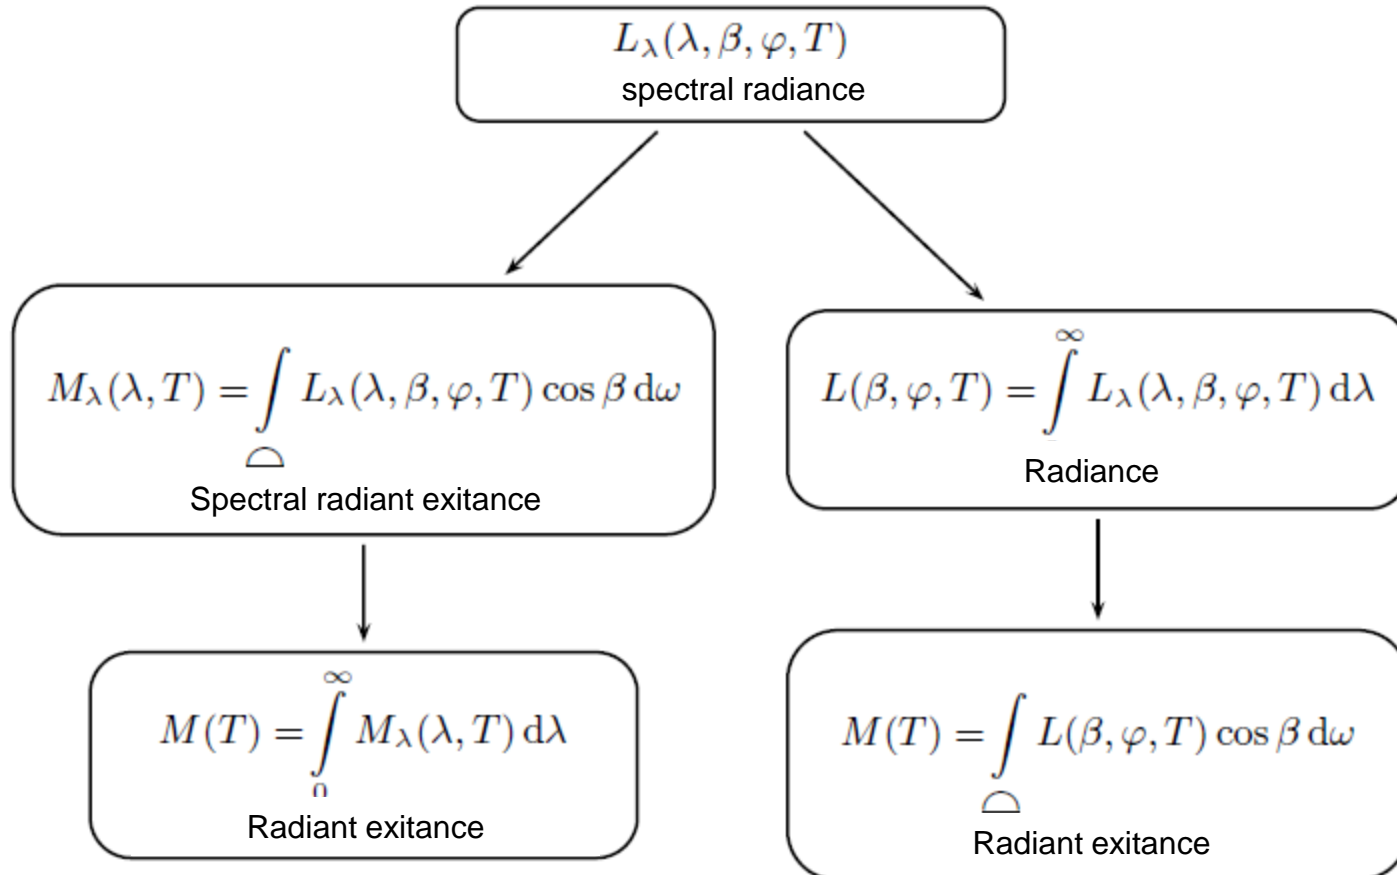 L_λ(λ, β, φ, T)
spectral radiance
M_λ(λ, T) = ∫_⌓ L_λ(λ, β, φ, T) cos β dω
Spectral radiant exitance
L(β, φ, T) = ∫^∞ L_λ(λ, β, φ, T) dλ
Radiance
M(T) = ∫_0^∞ M_λ(λ, T) dλ
Radiant exitance
M(T) = ∫_⌓ L(β, φ, T) cos β dω
Radiant exitance